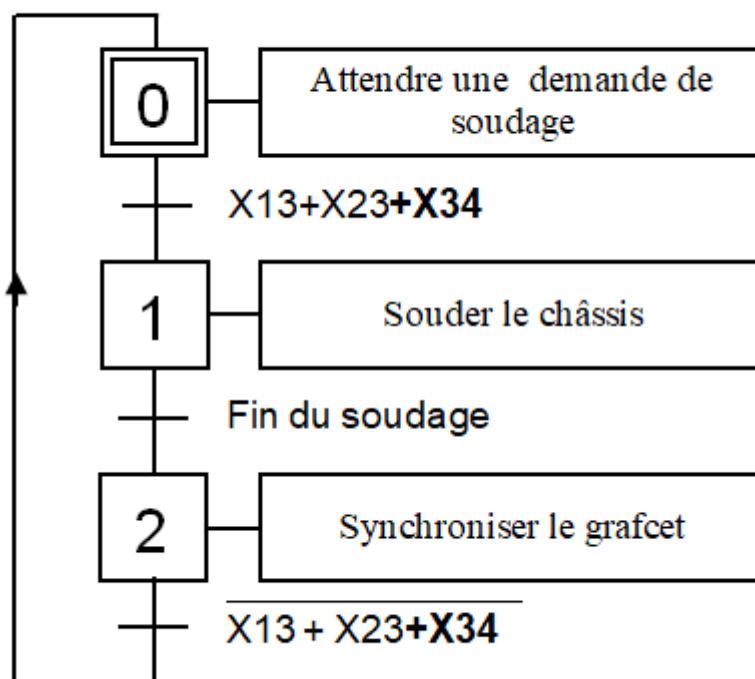 0
Attendre une demande de
soudage
X13+X23+X34
1
Souder le châssis
Fin du soudage
2
Synchroniser le grafcet
X13 + X23+X34